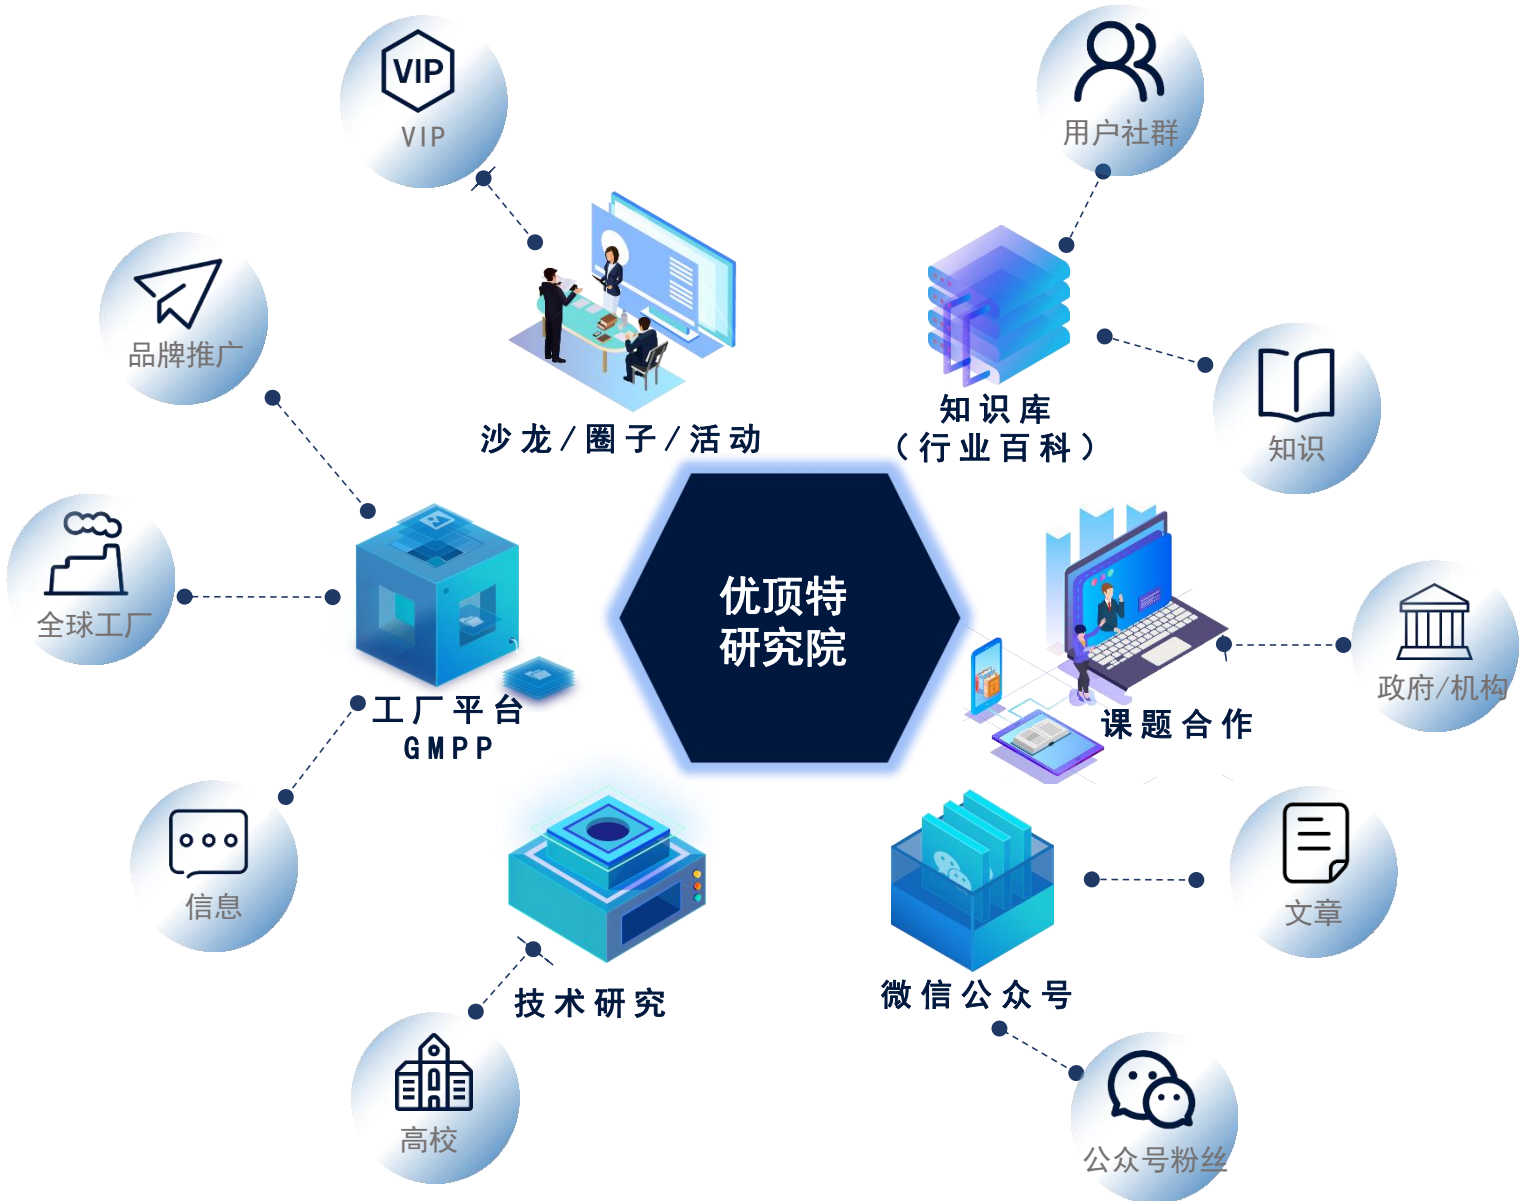 VIP
VIP
用户社群
品牌推广
沙龙/圈子/活动
知识库
（行业百科）
知识
全球工厂
优顶特
研究院
工厂平台
GMPP
课题合作
政府/机构
信息
技术研究
微信公众号
文章
高校
公众号粉丝